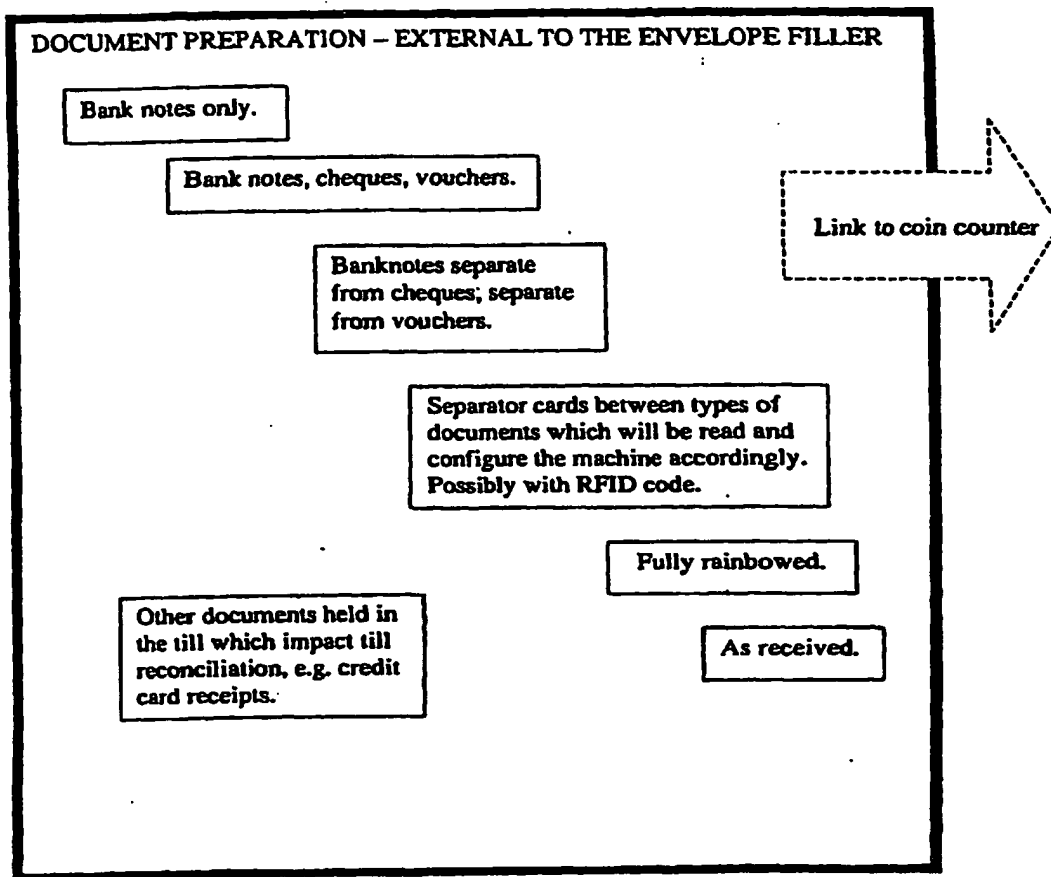 DOCUMENT PREPARATION – EXTERNAL TO THE ENVELOPE FILLER
Bank notes only.
Bank notes, cheques, vouchers.
Link to coin counter
Banknotes separate
from cheques; separate
from vouchers.
Separator cards between types of
documents which will be read and
configure the machine accordingly.
Possibly with RFID code.
Fully rainbowed.
Other documents held in
the till which impact till
reconciliation, e.g. credit
card receipts.
As received.